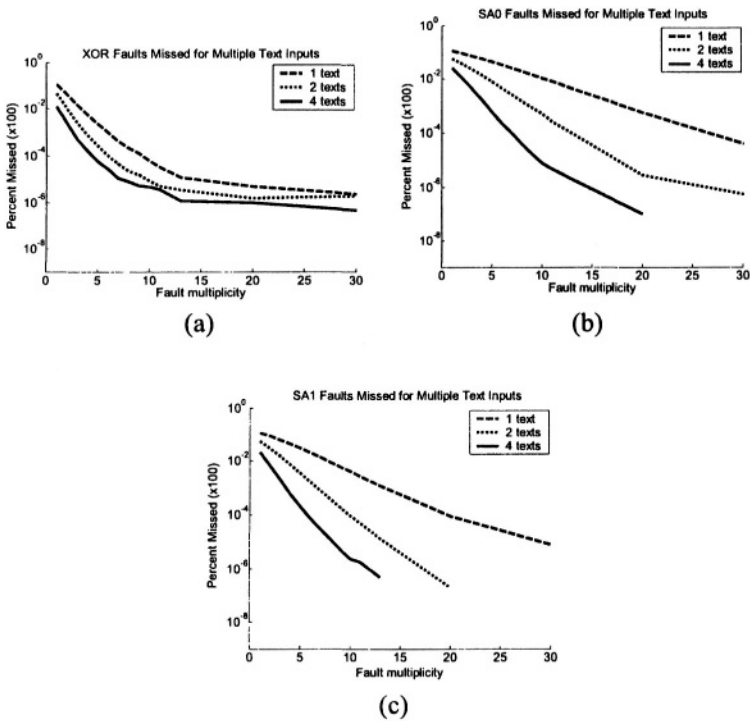 XOR Faults Missed for Multiple Text Inputs
1 text
2 texts
4 texts
10^0
10^-2
10^-4
10^-6
10^-8
Percent Missed (x100)
0 5 10 15 20 25 30
Fault multiplicity
(a)
SA0 Faults Missed for Multiple Text Inputs
1 text
2 texts
4 texts
10^0
10^-2
10^-4
10^-6
10^-8
Percent Missed (x100)
0 5 10 15 20 25 30
Fault multiplicity
(b)
SA1 Faults Missed for Multiple Text Inputs
1 text
2 texts
4 texts
10^0
10^-2
10^-4
10^-6
10^-8
Percent Missed (x100)
0 5 10 15 20 25 30
Fault multiplicity
(c)